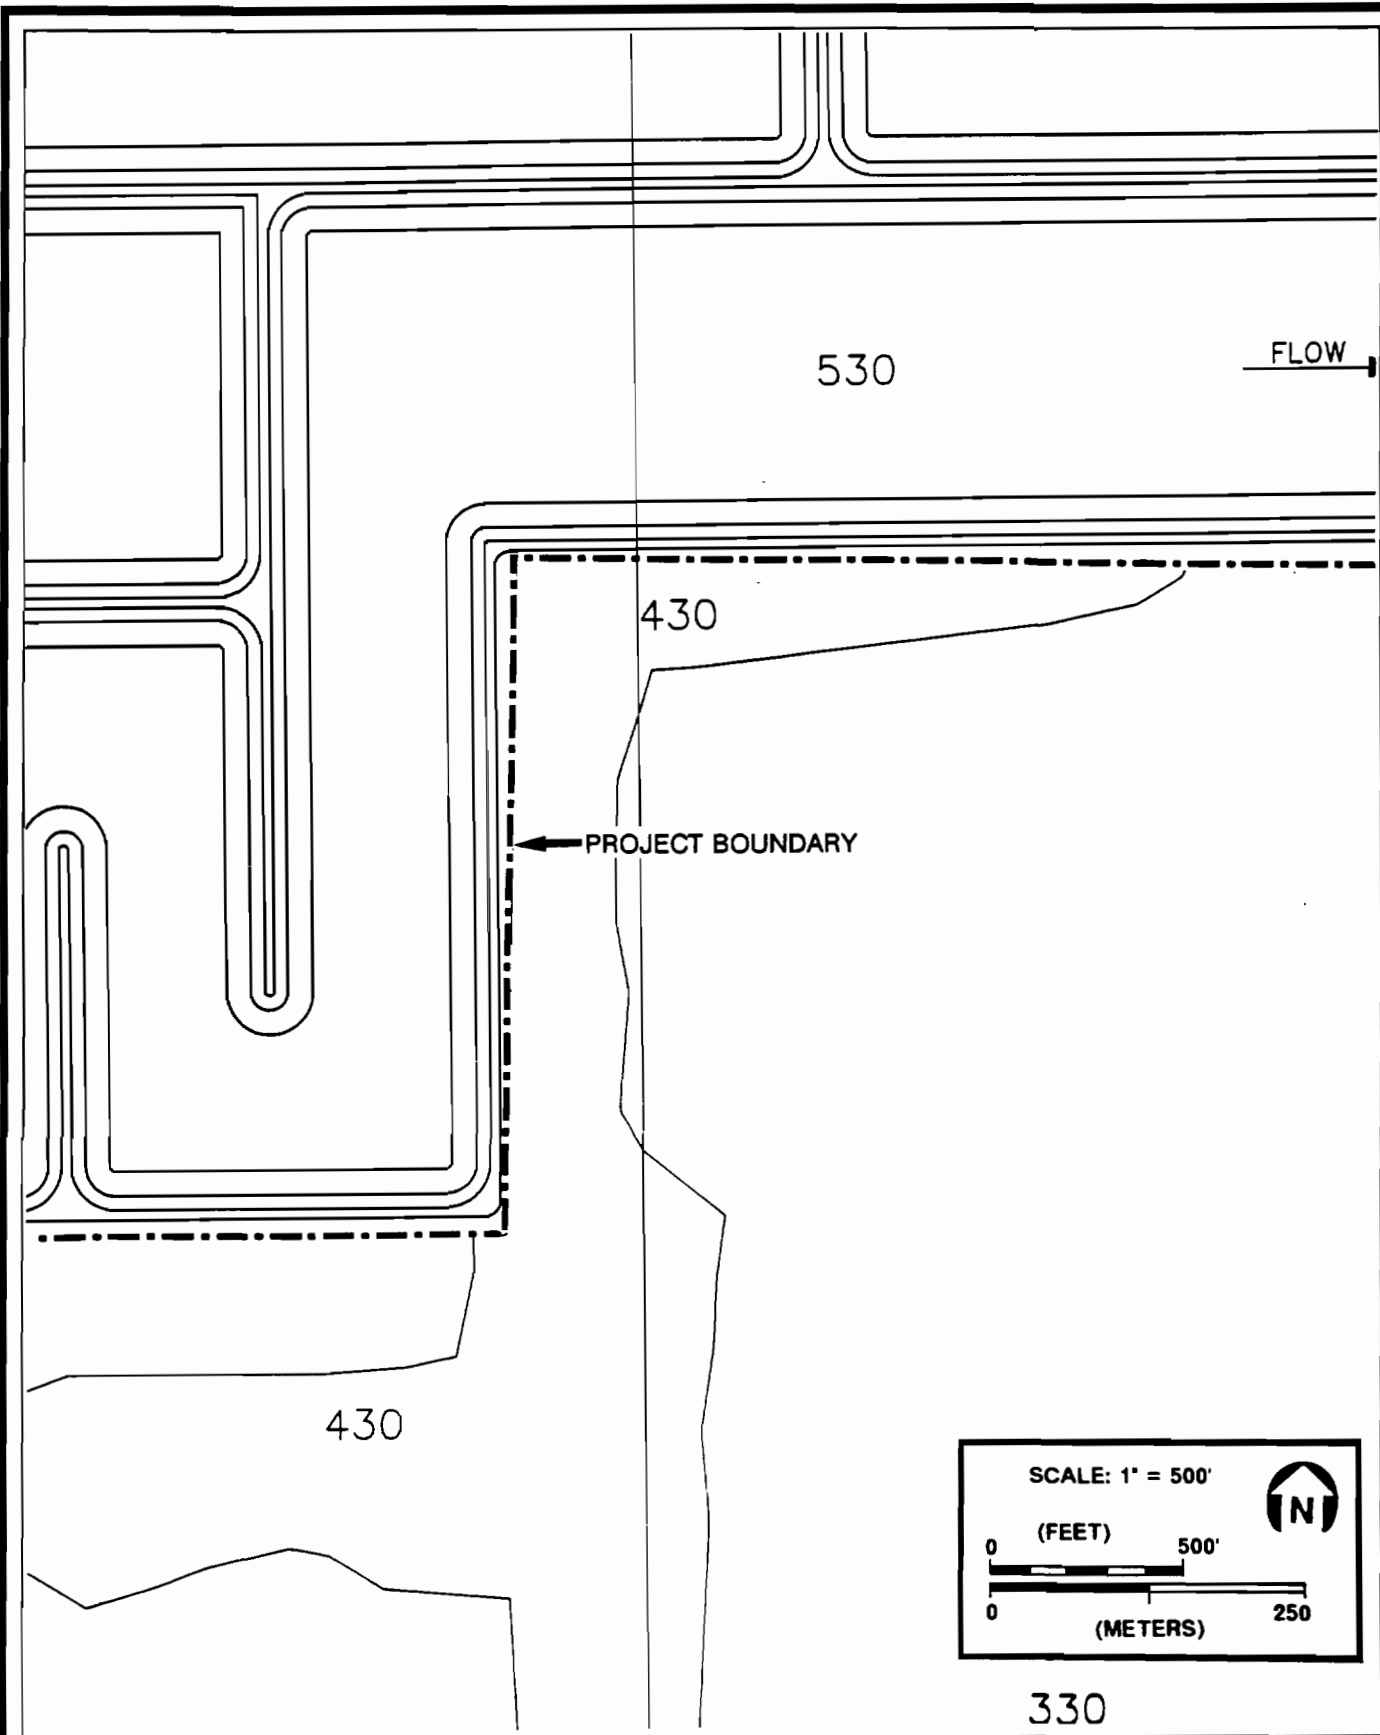 530
FLOW
430
PROJECT BOUNDARY
430
SCALE: 1" = 500'
N
(FEET)
0 500'
0 250
(METERS)
330